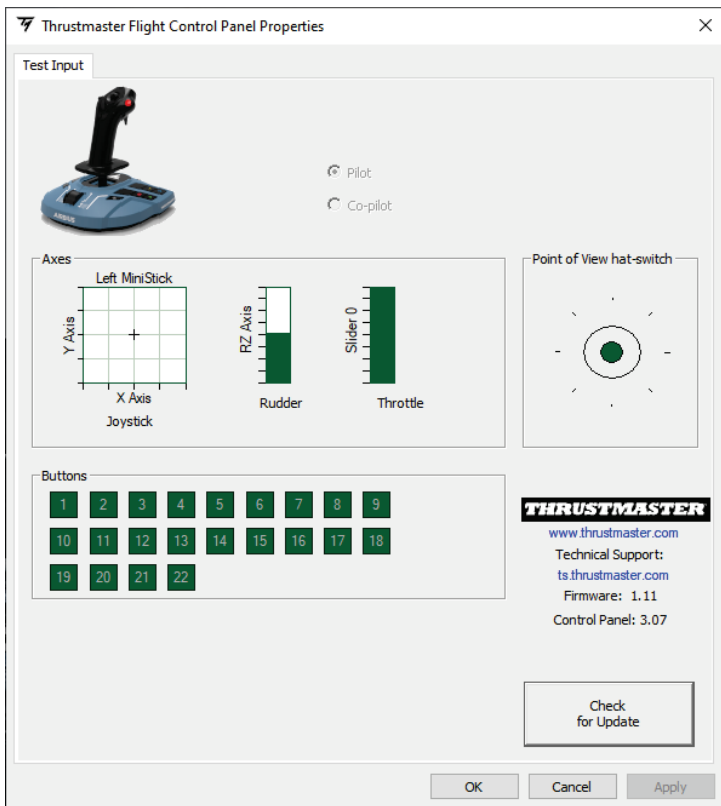 Thrustmaster Flight Control Panel Properties
Test Input
AIRBUS
Pilot
Co-pilot
Axes
Left MiniStick
Y Axis
X Axis
Joystick
RZ Axis
Rudder
Slider 0
Throttle
Point of View hat-switch
Buttons
1 2 3 4 5 6 7 8 9
10 11 12 13 14 15 16 17 18
19 20 21 22
THRUSTMASTER
www.thrustmaster.com
Technical Support:
ts.thrustmaster.com
Firmware: 1.11
Control Panel: 3.07
Check
for Update
OK Cancel Apply